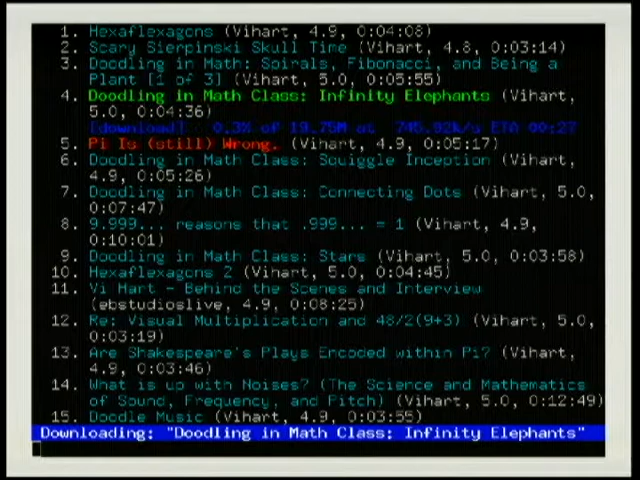 1. Hexaflexagons (Vihart, 4.9, 0:04:08)
2. Scary Sierpinski Skull Time (Vihart, 4.8, 0:03:14)
3. Doodling in Math: Spirals, Fibonacci, and Being a
Plant [1 of 3] (Vihart, 5.0, 0:05:55)
4. Doodling in Math Class: Infinity Elephants (Vihart,
5.0, 0:04:36)
[download] 0.3% of 19.75M at 745.82k/s ETA 00:27
5. Pi Is (still) Wrong. (Vihart, 4.9, 0:05:17)
6. Doodling in Math Class: Squiggle Inception (Vihart,
4.9, 0:05:26)
7. Doodling in Math Class: Connecting Dots (Vihart, 5.0,
0:07:47)
8. 9.999... reasons that .999... = 1 (Vihart, 4.9,
0:10:01)
9. Doodling in Math Class: Stars (Vihart, 5.0, 0:03:58)
10. Hexaflexagons 2 (Vihart, 5.0, 0:04:45)
11. Vi Hart - Behind the Scenes and Interview
(ebstudioslive, 4.9, 0:08:25)
12. Re: Visual Multiplication and 48/2(9+3) (Vihart, 5.0,
0:03:19)
13. Are Shakespeare's Plays Encoded within Pi? (Vihart,
4.9, 0:03:46)
14. What is up with Noises? (The Science and Mathematics
of Sound, Frequency, and Pitch) (Vihart, 5.0, 0:12:49)
15. Doodle Music (Vihart, 4.9, 0:03:55)
Downloading: "Doodling in Math Class: Infinity Elephants"